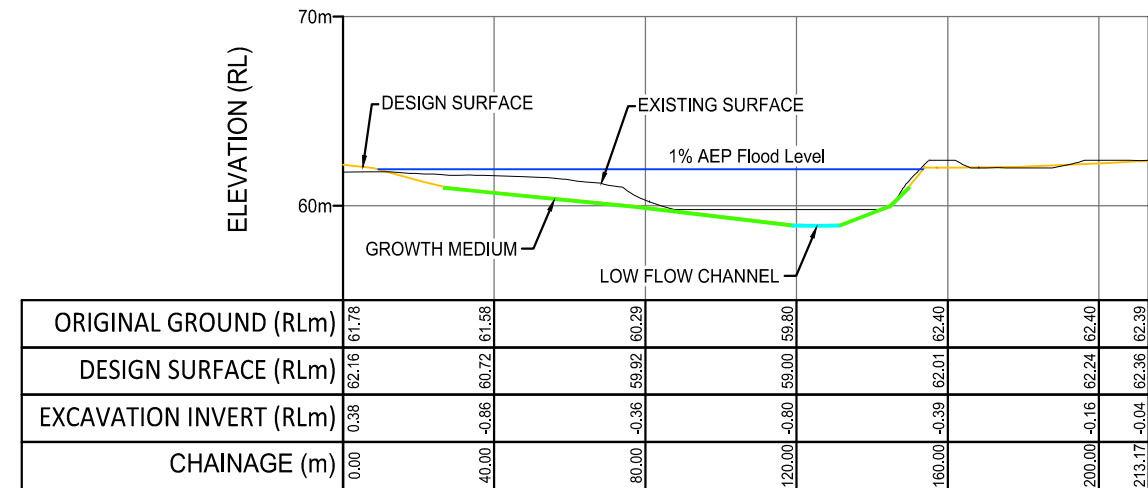 70m
ELEVATION (RL)
DESIGN SURFACE
EXISTING SURFACE
1% AEP Flood Level
60m
GROWTH MEDIUM
LOW FLOW CHANNEL
ORIGINAL GROUND (RLm) 61.78 61.58 60.29 59.80 62.40 62.40 62.39
DESIGN SURFACE (RLm) 62.16 60.72 59.92 59.00 62.01 62.24 62.36
EXCAVATION INVERT (RLm) 0.38 -0.86 -0.36 -0.80 -0.39 -0.16 -0.04
CHAINAGE (m) 0.00 40.00 80.00 120.00 160.00 200.00 213.17